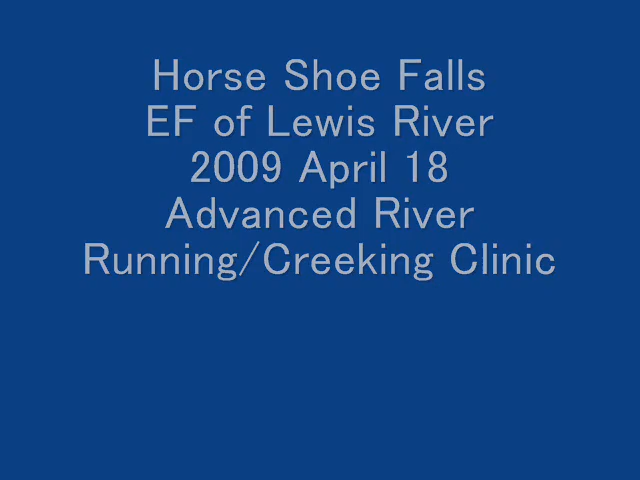 Horse Shoe Falls
EF of Lewis River
2009 April 18
Advanced River
Running/Creeking Clinic